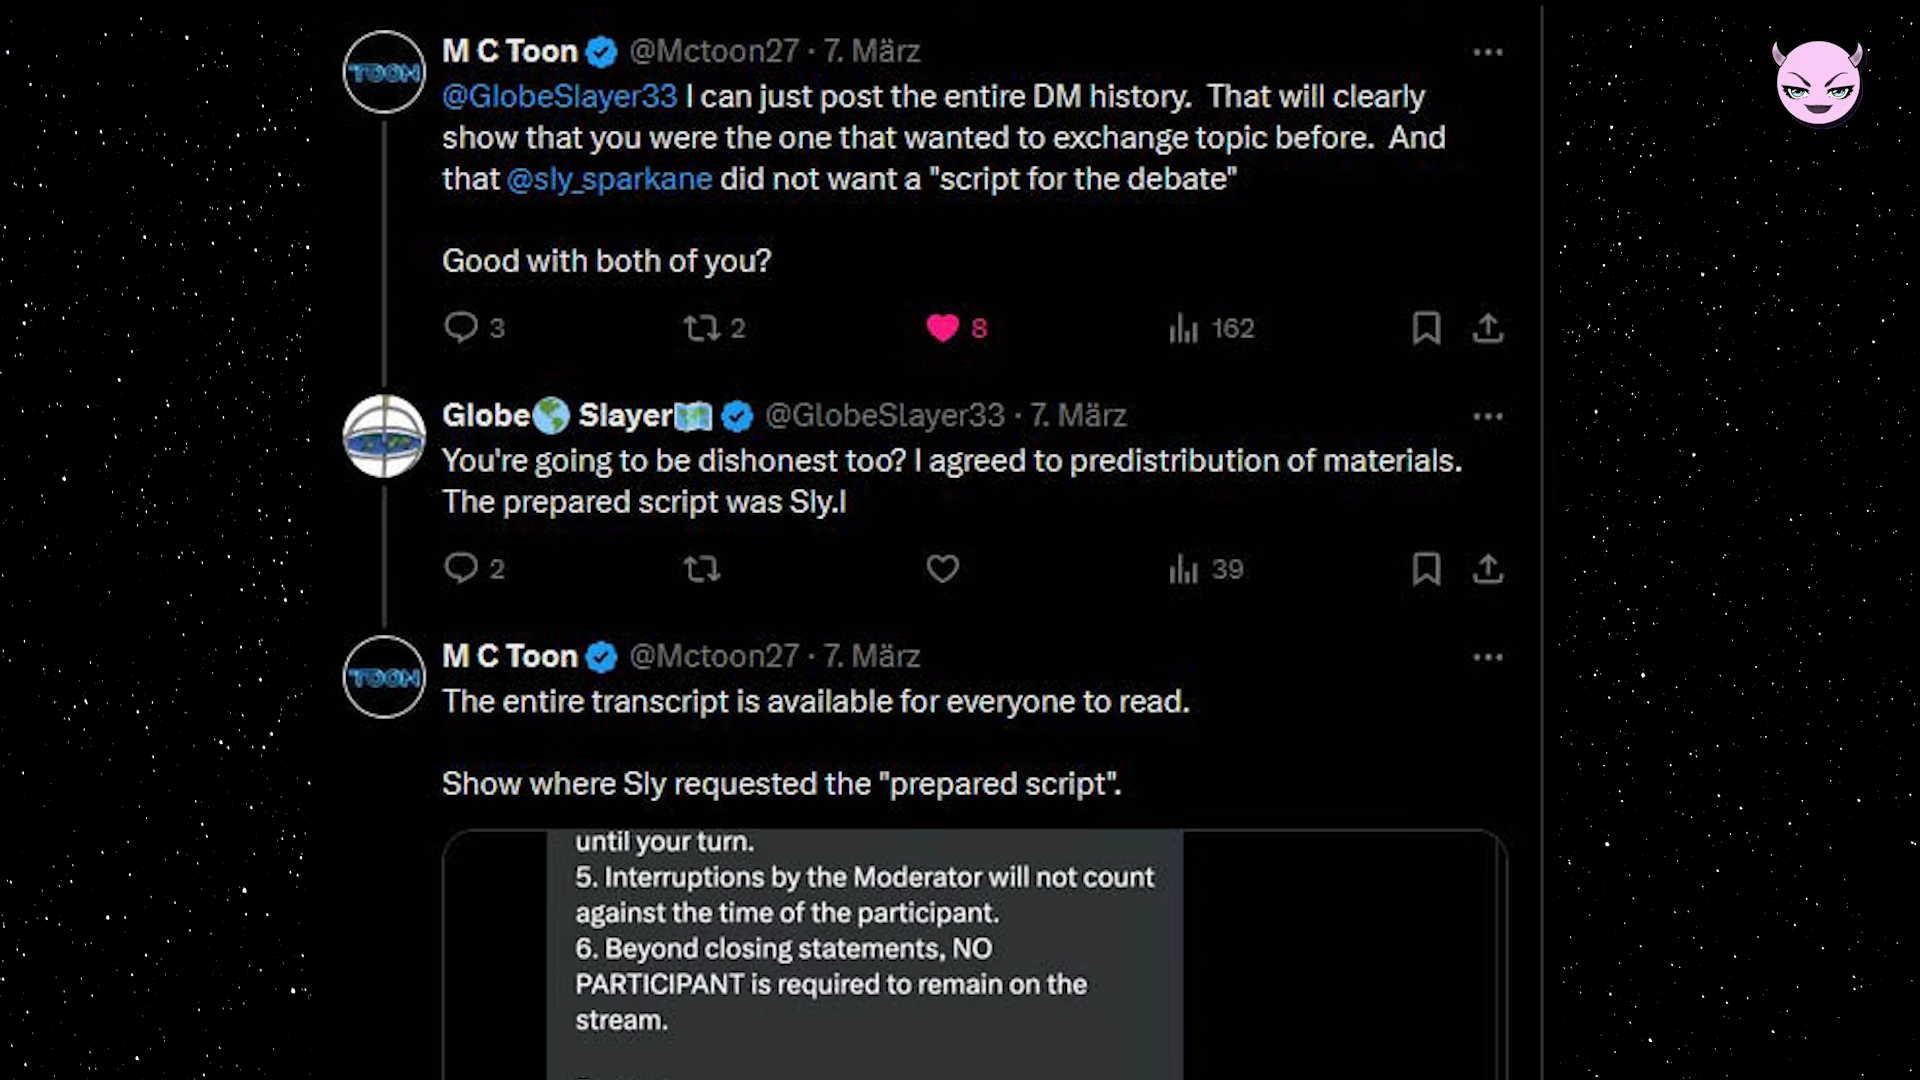 M C Toon @Mctoon27 · 7. März
@GlobeSlayer33 I can just post the entire DM history. That will clearly
show that you were the one that wanted to exchange topic before. And
that @sly_sparkane did not want a "script for the debate"
Good with both of you?
3 2 8 162
Globe🌎 Slayer🗺️ @GlobeSlayer33 · 7. März
You're going to be dishonest too? I agreed to predistribution of materials.
The prepared script was Sly.l
2 39
M C Toon @Mctoon27 · 7. März
The entire transcript is available for everyone to read.
Show where Sly requested the "prepared script".
until your turn.
5. Interruptions by the Moderator will not count
against the time of the participant.
6. Beyond closing statements, NO
PARTICIPANT is required to remain on the
stream.
TOON
TOON